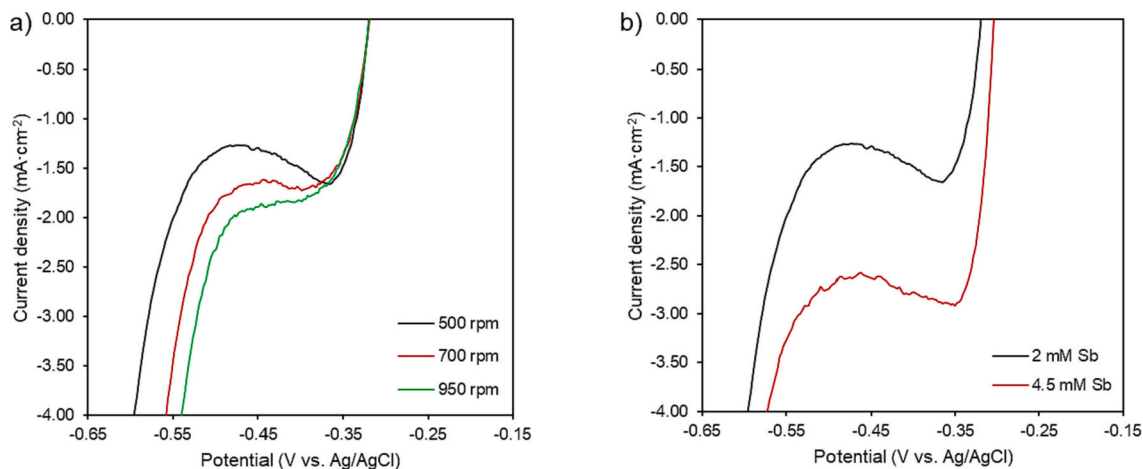 a)
0.00
-0.50
-1.00
-1.50
-2.00
-2.50
-3.00
-3.50
-4.00
Current density (mA·cm-2)
-0.65 -0.55 -0.45 -0.35 -0.25 -0.15
Potential (V vs. Ag/AgCl)
500 rpm
700 rpm
950 rpm
b)
0.00
-0.50
-1.00
-1.50
-2.00
-2.50
-3.00
-3.50
-4.00
Current density (mA·cm-2)
-0.65 -0.55 -0.45 -0.35 -0.25 -0.15
Potential (V vs. Ag/AgCl)
2 mM Sb
4.5 mM Sb